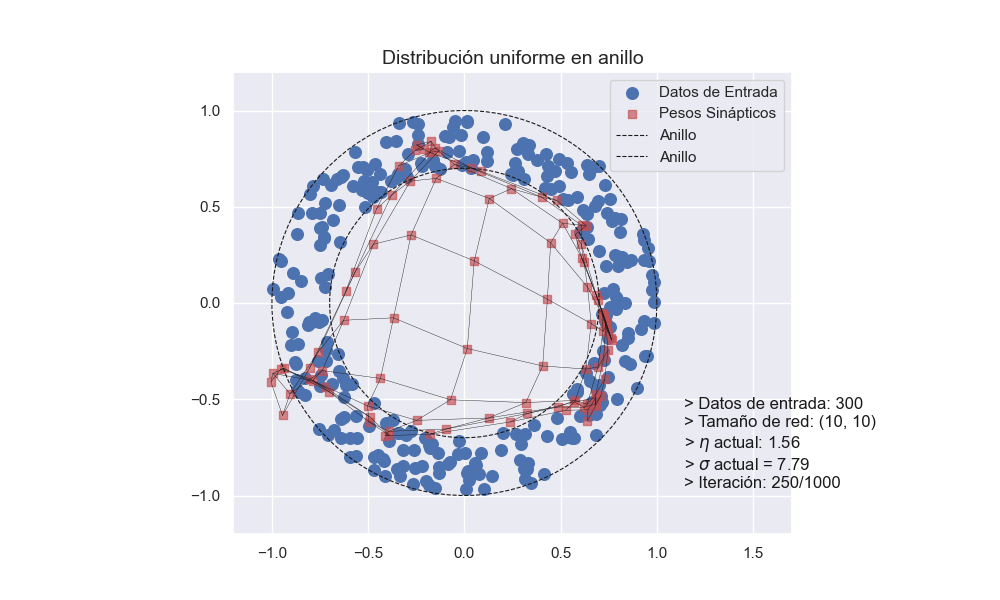 Distribución uniforme en anillo
Datos de Entrada
Pesos Sinápticos
Anillo
Anillo
1.0
0.5
0.0
−0.5
−1.0
> Datos de entrada: 300
> Tamaño de red: (10, 10)
> η actual: 1.56
> σ actual = 7.79
> Iteración: 250/1000
−1.0 −0.5 0.0 0.5 1.0 1.5